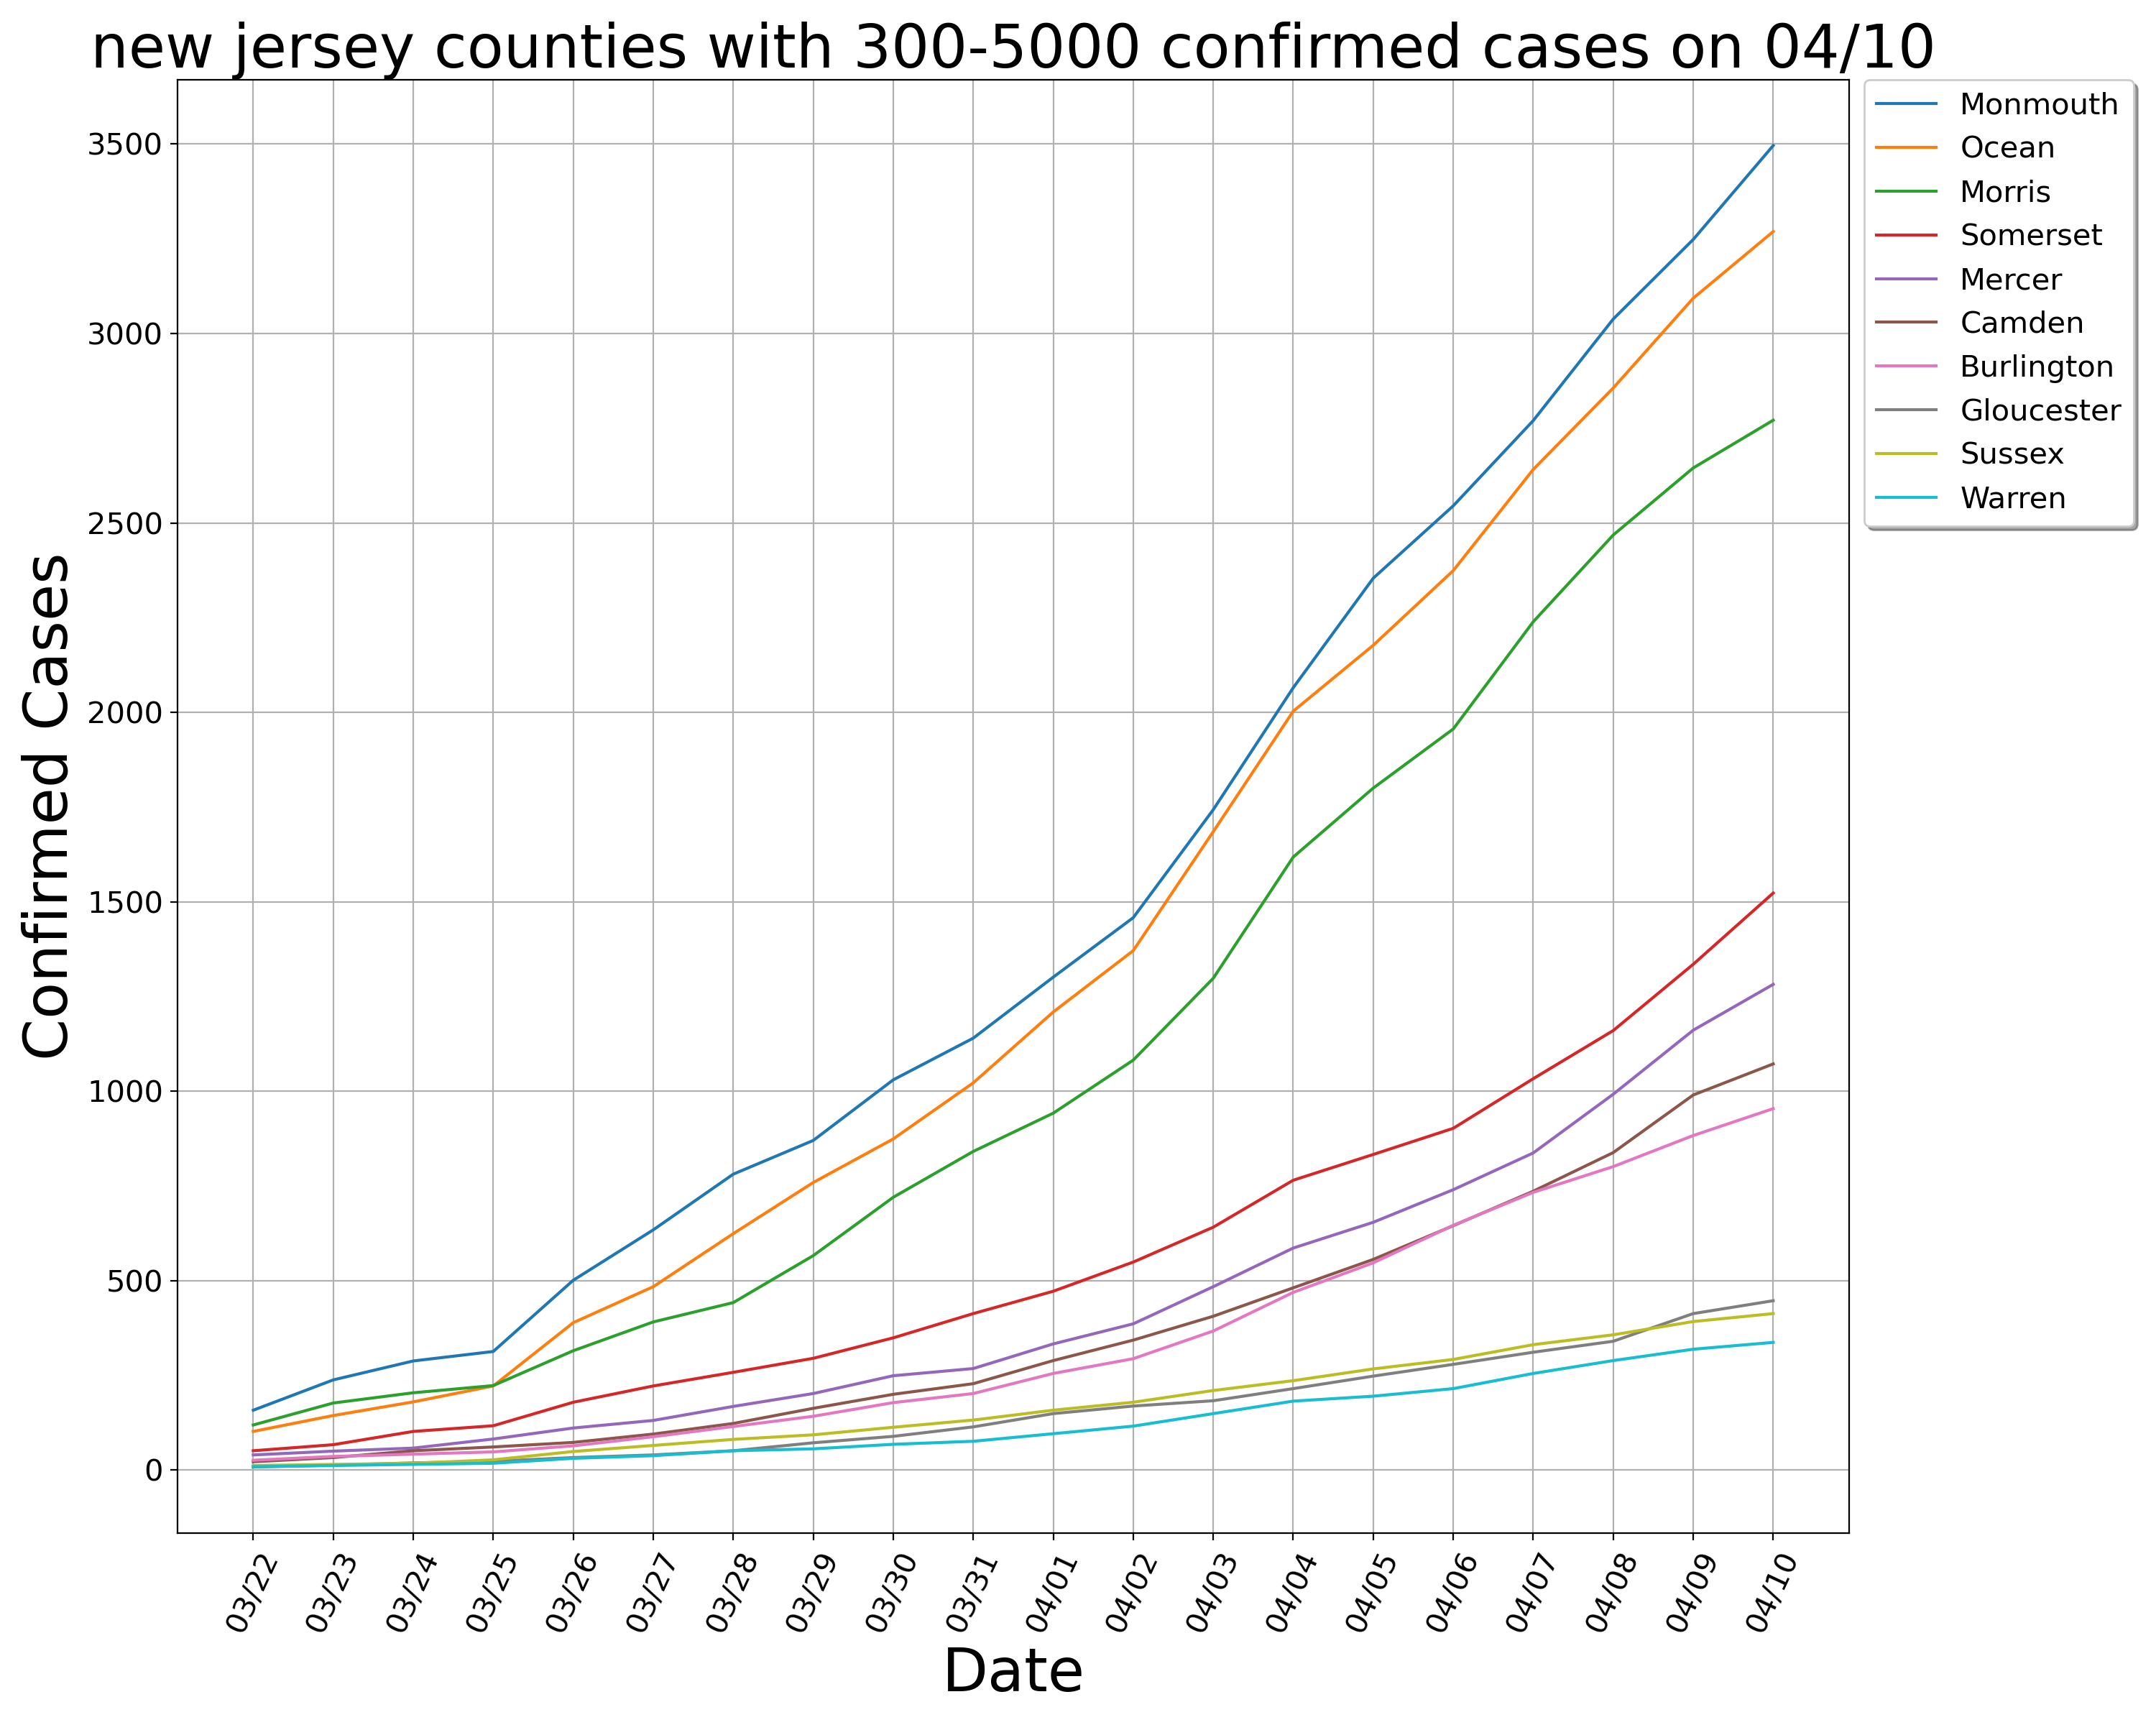 new jersey counties with 300-5000 confirmed cases on 04/10
Confirmed Cases
3500
3000
2500
2000
1500
1000
500
0
03/22
03/23
03/24
03/25
03/26
03/27
03/28
03/29
03/30
03/31
04/01
04/02
04/03
04/04
04/05
04/06
04/07
04/08
04/09
04/10
Date
Monmouth
Ocean
Morris
Somerset
Mercer
Camden
Burlington
Gloucester
Sussex
Warren